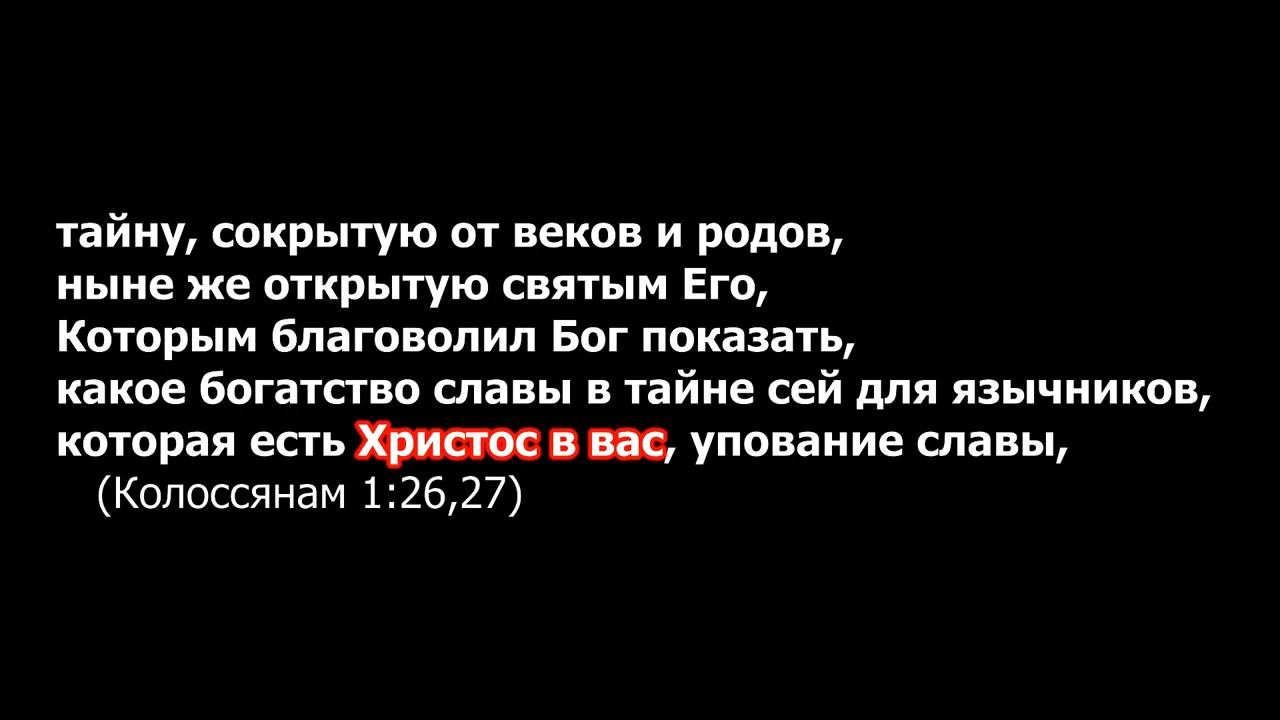 тайну, сокрытую от веков и родов,
ныне же открытую святым Его,
Которым благоволил Бог показать,
какое богатство славы в тайне сей для язычников,
которая есть Христос в вас, упование славы,
(Колоссянам 1:26,27)